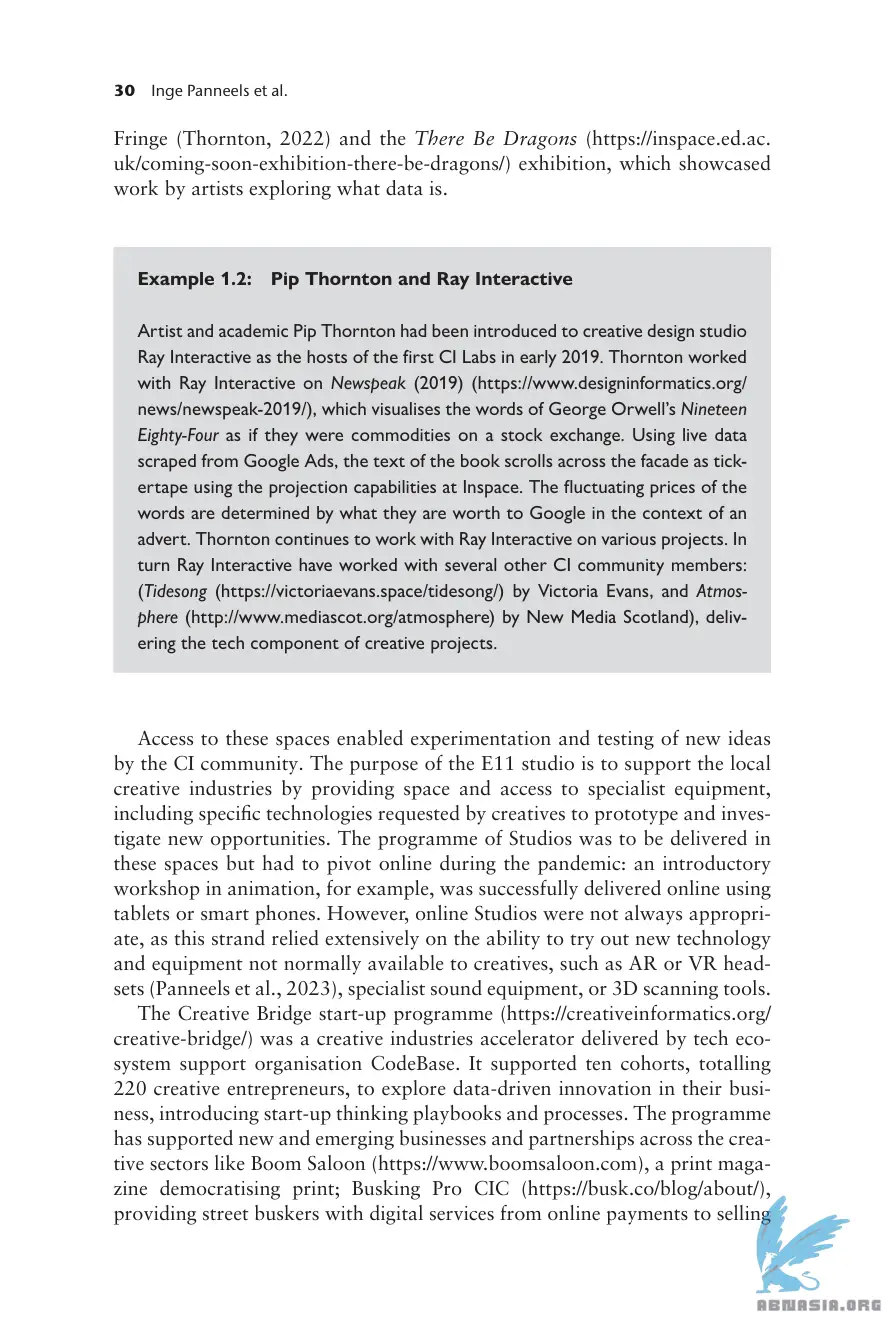 30 Inge Panneels et al.
Fringe (Thornton, 2022) and the There Be Dragons (https://inspace.ed.ac.
uk/coming-soon-exhibition-there-be-dragons/) exhibition, which showcased
work by artists exploring what data is.
Example 1.2: Pip Thornton and Ray Interactive
Artist and academic Pip Thornton had been introduced to creative design studio
Ray Interactive as the hosts of the first CI Labs in early 2019. Thornton worked
with Ray Interactive on Newspeak (2019) (https://www.designinformatics.org/
news/newspeak-2019/), which visualises the words of George Orwell’s Nineteen
Eighty-Four as if they were commodities on a stock exchange. Using live data
scraped from Google Ads, the text of the book scrolls across the facade as tick-
ertape using the projection capabilities at Inspace. The fluctuating prices of the
words are determined by what they are worth to Google in the context of an
advert. Thornton continues to work with Ray Interactive on various projects. In
turn Ray Interactive have worked with several other CI community members:
(Tidesong (https://victoriaevans.space/tidesong/) by Victoria Evans, and Atmos-
phere (http://www.mediascot.org/atmosphere) by New Media Scotland), deliv-
ering the tech component of creative projects.
Access to these spaces enabled experimentation and testing of new ideas
by the CI community. The purpose of the E11 studio is to support the local
creative industries by providing space and access to specialist equipment,
including specific technologies requested by creatives to prototype and inves-
tigate new opportunities. The programme of Studios was to be delivered in
these spaces but had to pivot online during the pandemic: an introductory
workshop in animation, for example, was successfully delivered online using
tablets or smart phones. However, online Studios were not always appropri-
ate, as this strand relied extensively on the ability to try out new technology
and equipment not normally available to creatives, such as AR or VR head-
sets (Panneels et al., 2023), specialist sound equipment, or 3D scanning tools.
The Creative Bridge start-up programme (https://creativeinformatics.org/
creative-bridge/) was a creative industries accelerator delivered by tech eco-
system support organisation CodeBase. It supported ten cohorts, totalling
220 creative entrepreneurs, to explore data-driven innovation in their busi-
ness, introducing start-up thinking playbooks and processes. The programme
has supported new and emerging businesses and partnerships across the crea-
tive sectors like Boom Saloon (https://www.boomsaloon.com), a print maga-
zine democratising print; Busking Pro CIC (https://busk.co/blog/about/),
providing street buskers with digital services from online payments to selling
ABNASIA.ORG